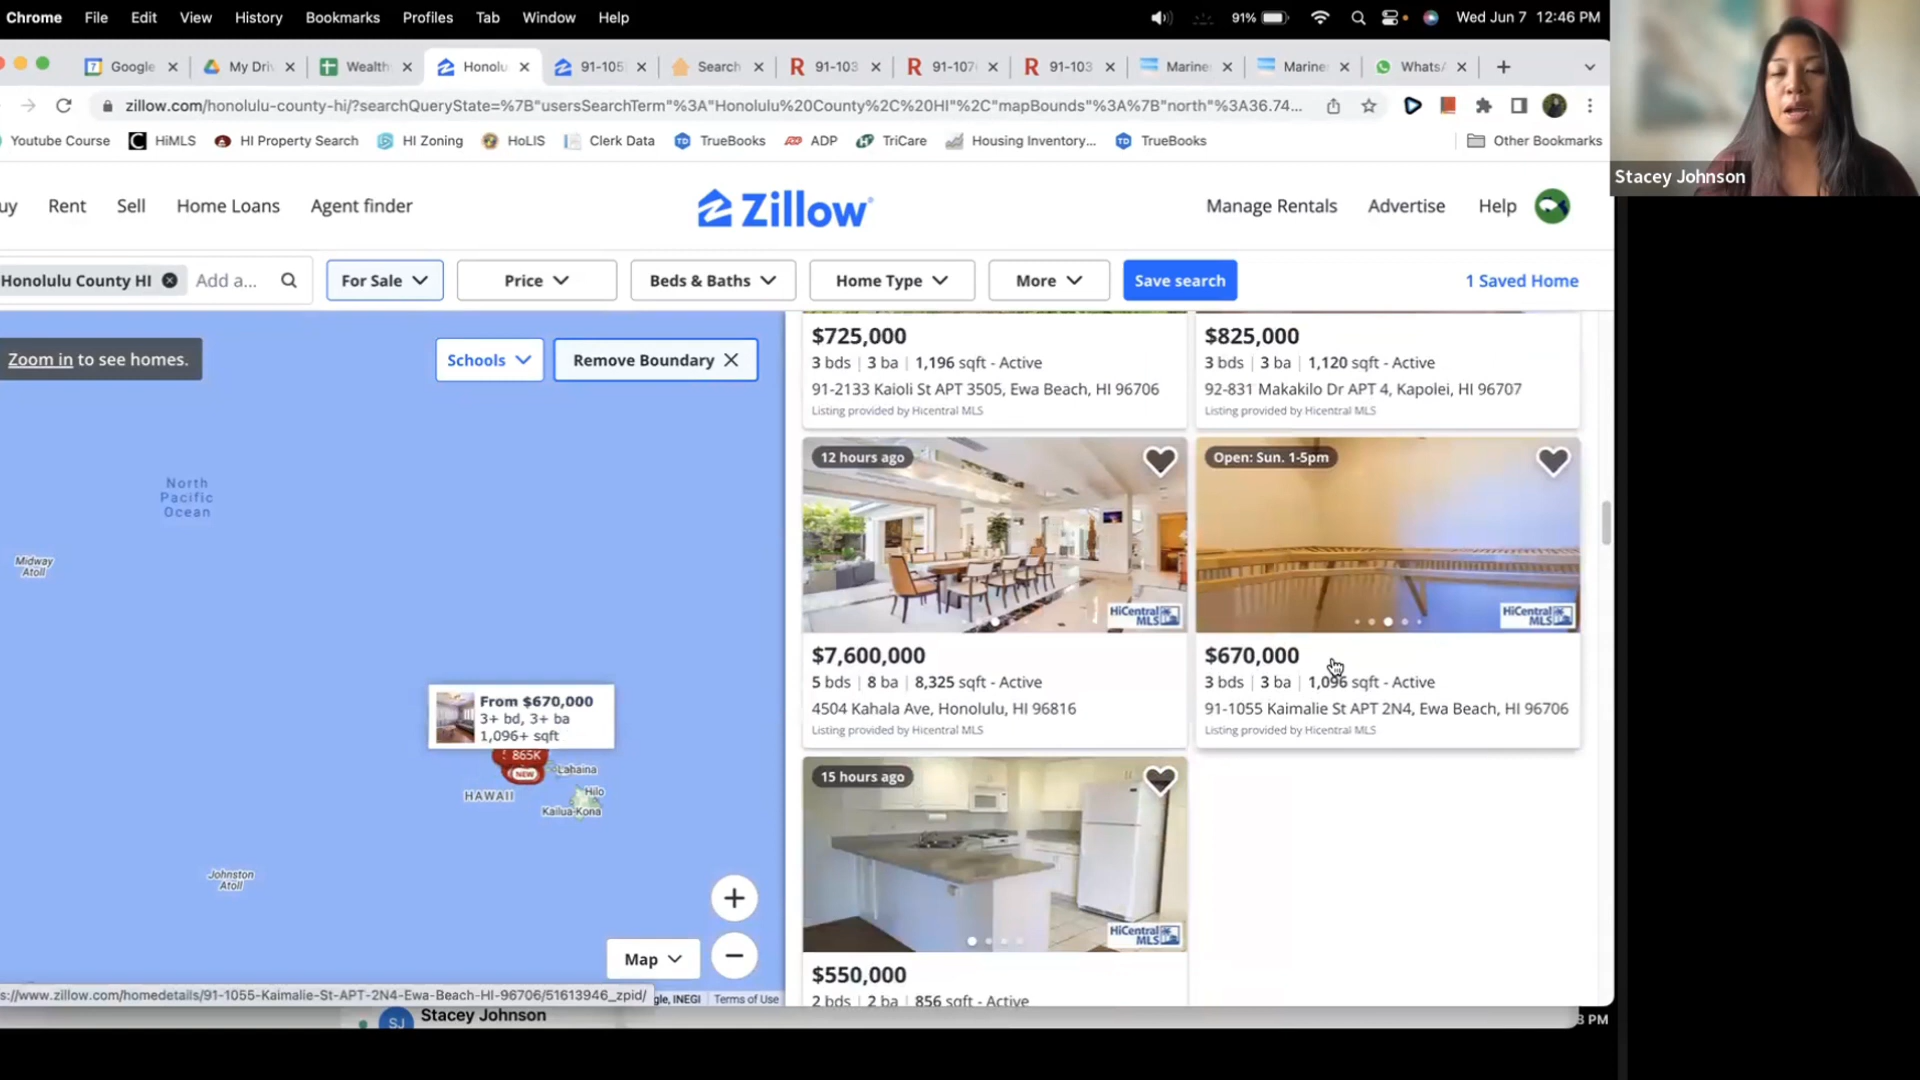 Chrome File Edit View History Bookmarks Profiles Tab Window Help
91% Wed Jun 7 12:46 PM
Google My Driv Wealth Honolu 91-105 Search 91-103 91-107 91-103 Marine Marine WhatsA
zillow.com/honolulu-county-hi/?searchQueryState=%7B"usersSearchTerm"%3A"Honolulu%20County%2C%20HI"%2C"mapBounds"%3A%7B"north"%3A36.74...
Youtube Course HiMLS HI Property Search HI Zoning HoLIS Clerk Data TrueBooks ADP TriCare Housing Inventory... TrueBooks Other Bookmarks
Stacey Johnson
uy Rent Sell Home Loans Agent finder
Zillow
Manage Rentals Advertise Help
Honolulu County HI Add a...
For Sale Price Beds & Baths Home Type More Save search
1 Saved Home
Zoom in to see homes.
Schools Remove Boundary
North
Pacific
Ocean
Midway
Atoll
From $670,000
3+ bd, 3+ ba
1,096+ sqft
865K
NEW
Lahaina
HAWAII
Hilo
Kailua-Kona
Johnston
Atoll
Map
s://www.zillow.com/homedetails/91-1055-Kaimalie-St-APT-2N4-Ewa-Beach-HI-96706/51613946_zpid/
gle, INEGI Terms of Use
$725,000
3 bds 3 ba 1,196 sqft - Active
91-2133 Kaioli St APT 3505, Ewa Beach, HI 96706
Listing provided by Hicentral MLS
$825,000
3 bds 3 ba 1,120 sqft - Active
92-831 Makakilo Dr APT 4, Kapolei, HI 96707
Listing provided by Hicentral MLS
12 hours ago
HiCentral
MLS
$7,600,000
5 bds 8 ba 8,325 sqft - Active
4504 Kahala Ave, Honolulu, HI 96816
Listing provided by Hicentral MLS
Open: Sun. 1-5pm
HiCentral
MLS
$670,000
3 bds 3 ba 1,096 sqft - Active
91-1055 Kaimalie St APT 2N4, Ewa Beach, HI 96706
Listing provided by Hicentral MLS
15 hours ago
HiCentral
MLS
$550,000
2 bds 2 ba 856 sqft - Active
SJ Stacey Johnson
3 PM